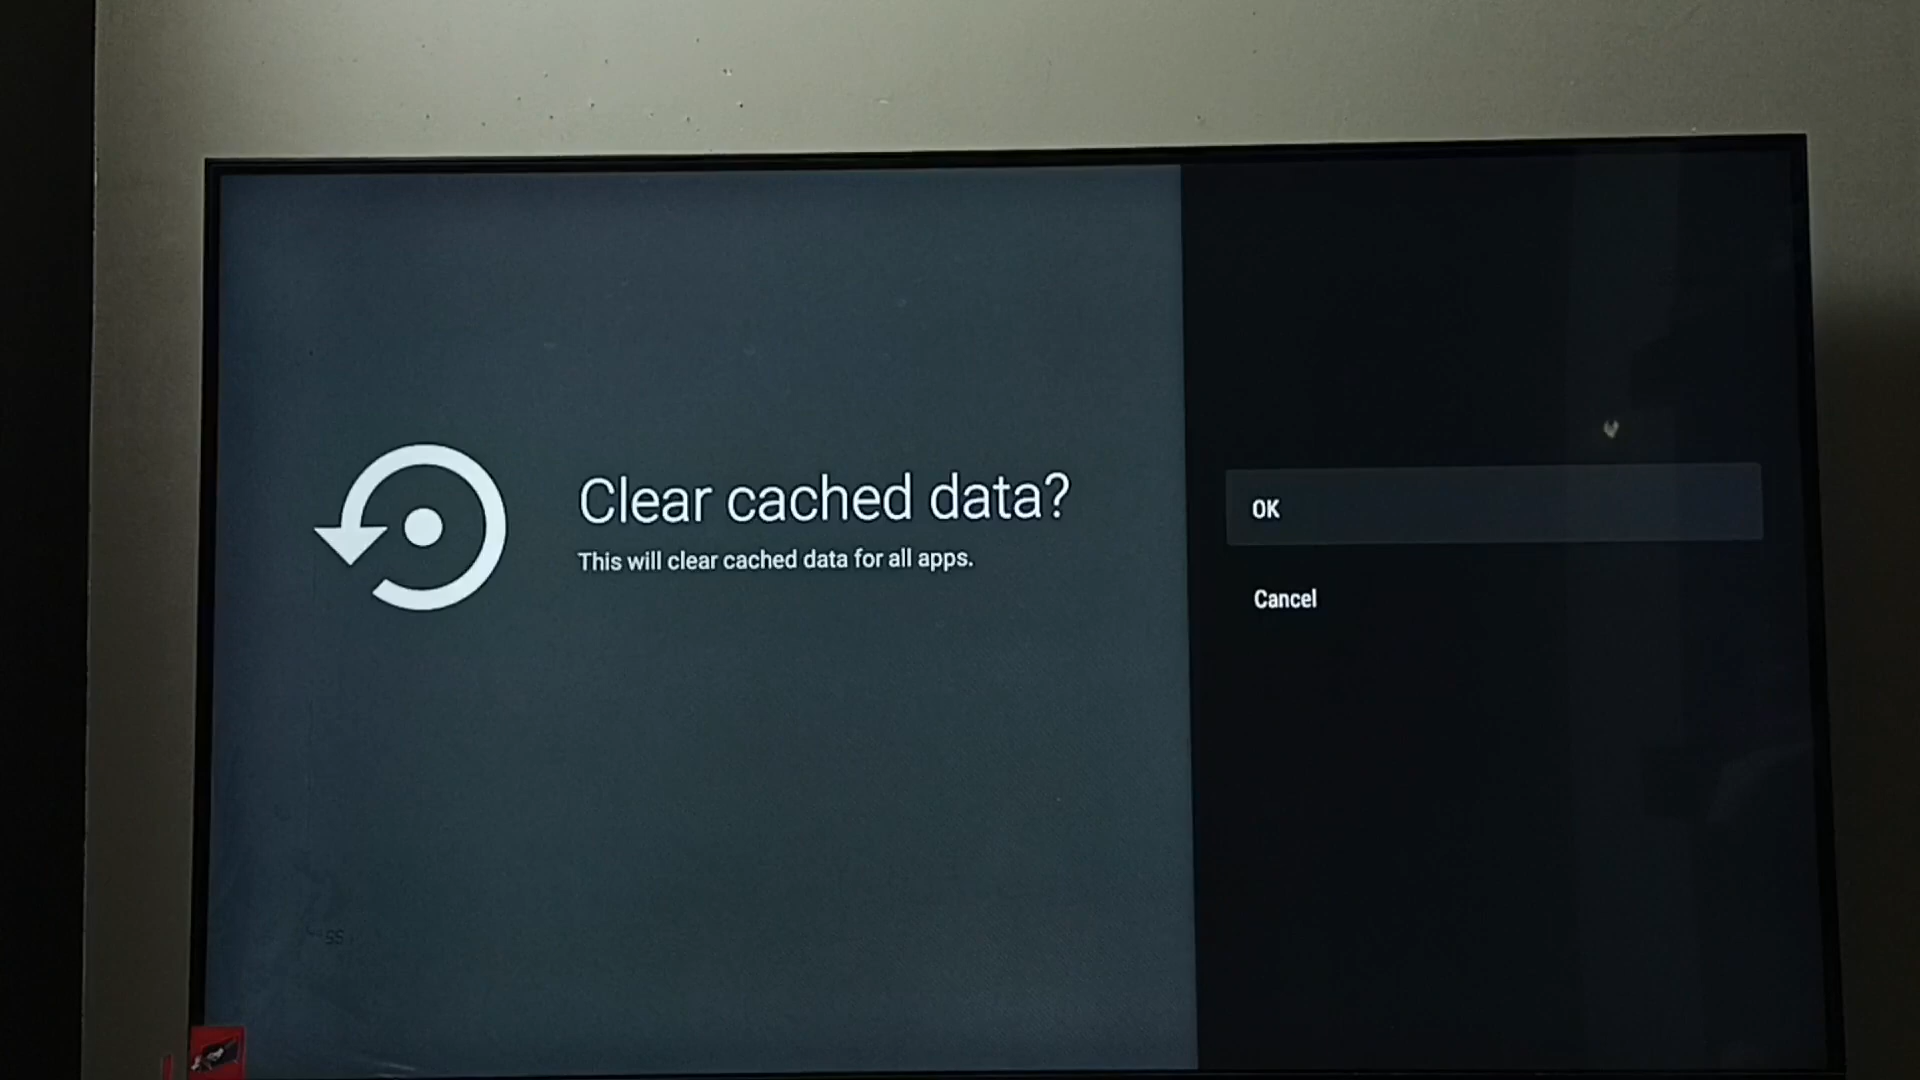 Clear cached data?
This will clear cached data for all apps.
OK
Cancel